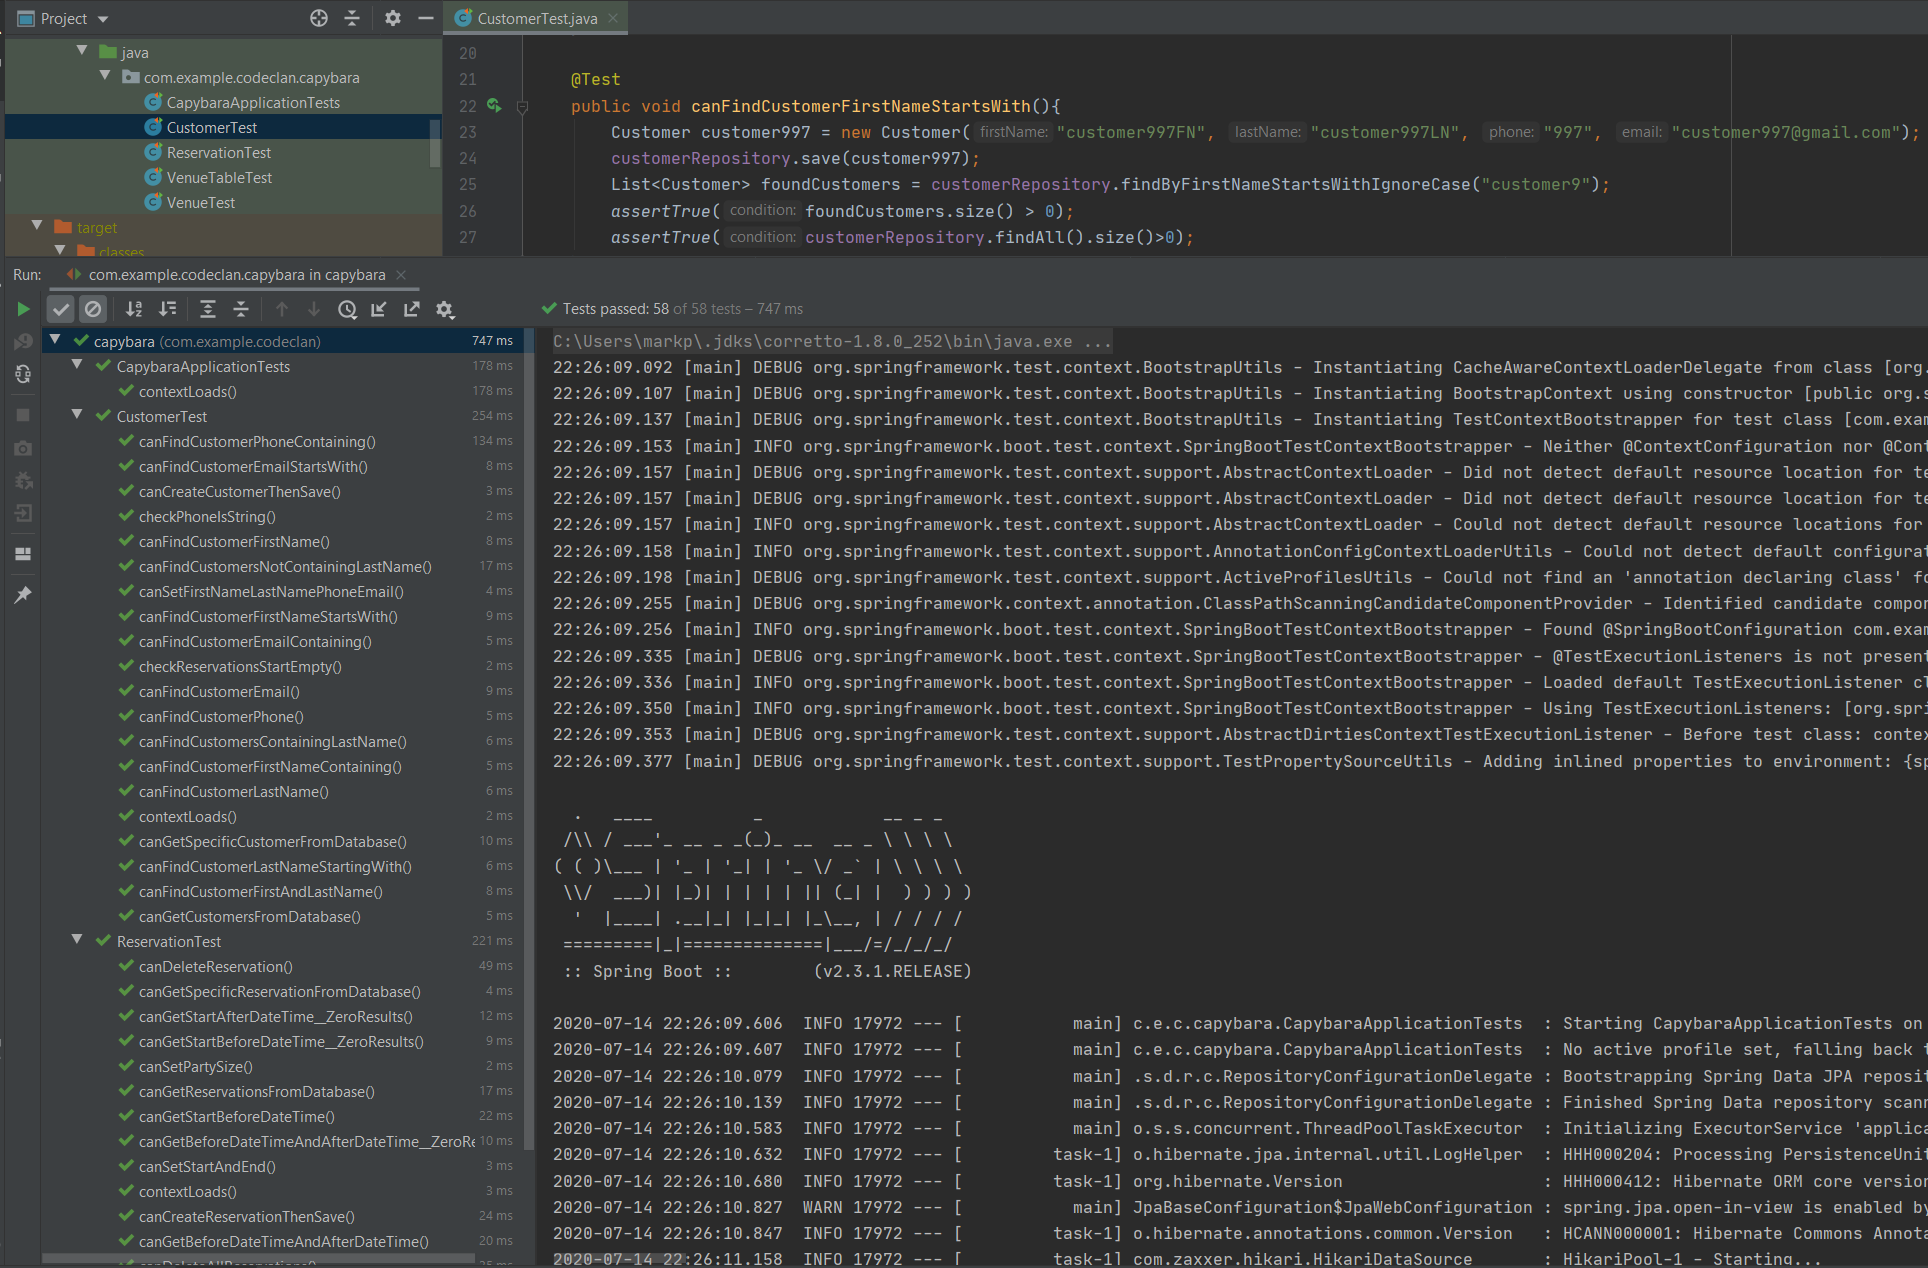 Project
CustomerTest.java
java
com.example.codeclan.capybara
CapybaraApplicationTests
CustomerTest
ReservationTest
VenueTableTest
VenueTest
target
classes
20
21 @Test
22 public void canFindCustomerFirstNameStartsWith(){
23 Customer customer997 = new Customer( firstName: "customer997FN", lastName: "customer997LN", phone: "997", email: "customer997@gmail.com");
24 customerRepository.save(customer997);
25 List<Customer> foundCustomers = customerRepository.findByFirstNameStartsWithIgnoreCase("customer9");
26 assertTrue( condition: foundCustomers.size() > 0);
27 assertTrue( condition: customerRepository.findAll().size()>0);
Run: com.example.codeclan.capybara in capybara
Tests passed: 58 of 58 tests – 747 ms
capybara (com.example.codeclan) 747 ms
CapybaraApplicationTests 178 ms
contextLoads() 178 ms
CustomerTest 254 ms
canFindCustomerPhoneContaining() 134 ms
canFindCustomerEmailStartsWith() 8 ms
canCreateCustomerThenSave() 3 ms
checkPhoneIsString() 2 ms
canFindCustomerFirstName() 8 ms
canFindCustomersNotContainingLastName() 17 ms
canSetFirstNameLastNamePhoneEmail() 4 ms
canFindCustomerFirstNameStartsWith() 9 ms
canFindCustomerEmailContaining() 5 ms
checkReservationsStartEmpty() 2 ms
canFindCustomerEmail() 9 ms
canFindCustomerPhone() 5 ms
canFindCustomersContainingLastName() 6 ms
canFindCustomerFirstNameContaining() 5 ms
canFindCustomerLastName() 6 ms
contextLoads() 2 ms
canGetSpecificCustomerFromDatabase() 10 ms
canFindCustomerLastNameStartingWith() 6 ms
canFindCustomerFirstAndLastName() 8 ms
canGetCustomersFromDatabase() 5 ms
ReservationTest 221 ms
canDeleteReservation() 49 ms
canGetSpecificReservationFromDatabase() 4 ms
canGetStartAfterDateTime__ZeroResults() 12 ms
canGetStartBeforeDateTime__ZeroResults() 9 ms
canSetPartySize() 2 ms
canGetReservationsFromDatabase() 17 ms
canGetStartBeforeDateTime() 22 ms
canGetBeforeDateTimeAndAfterDateTime__ZeroRe 10 ms
canSetStartAndEnd() 3 ms
contextLoads() 3 ms
canCreateReservationThenSave() 24 ms
canGetBeforeDateTimeAndAfterDateTime() 20 ms
C:\Users\markp\.jdks\corretto-1.8.0_252\bin\java.exe ...
22:26:09.092 [main] DEBUG org.springframework.test.context.BootstrapUtils - Instantiating CacheAwareContextLoaderDelegate from class [org.
22:26:09.107 [main] DEBUG org.springframework.test.context.BootstrapUtils - Instantiating BootstrapContext using constructor [public org.s
22:26:09.137 [main] DEBUG org.springframework.test.context.BootstrapUtils - Instantiating TestContextBootstrapper for test class [com.exam
22:26:09.153 [main] INFO org.springframework.boot.test.context.SpringBootTestContextBootstrapper - Neither @ContextConfiguration nor @Cont
22:26:09.157 [main] DEBUG org.springframework.test.context.support.AbstractContextLoader - Did not detect default resource location for te
22:26:09.157 [main] DEBUG org.springframework.test.context.support.AbstractContextLoader - Did not detect default resource location for te
22:26:09.157 [main] INFO org.springframework.test.context.support.AbstractContextLoader - Could not detect default resource locations for
22:26:09.158 [main] INFO org.springframework.test.context.support.AnnotationConfigContextLoaderUtils - Could not detect default configurat
22:26:09.198 [main] DEBUG org.springframework.test.context.support.ActiveProfilesUtils - Could not find an 'annotation declaring class' fo
22:26:09.255 [main] DEBUG org.springframework.context.annotation.ClassPathScanningCandidateComponentProvider - Identified candidate compon
22:26:09.256 [main] INFO org.springframework.boot.test.context.SpringBootTestContextBootstrapper - Found @SpringBootConfiguration com.exam
22:26:09.335 [main] DEBUG org.springframework.boot.test.context.SpringBootTestContextBootstrapper - @TestExecutionListeners is not present
22:26:09.336 [main] INFO org.springframework.boot.test.context.SpringBootTestContextBootstrapper - Loaded default TestExecutionListener cl
22:26:09.350 [main] INFO org.springframework.boot.test.context.SpringBootTestContextBootstrapper - Using TestExecutionListeners: [org.spri
22:26:09.353 [main] DEBUG org.springframework.test.context.support.AbstractDirtiesContextTestExecutionListener - Before test class: contex
22:26:09.377 [main] DEBUG org.springframework.test.context.support.TestPropertySourceUtils - Adding inlined properties to environment: {sp
:: Spring Boot :: (v2.3.1.RELEASE)
2020-07-14 22:26:09.606 INFO 17972 --- [ main] c.e.c.capybara.CapybaraApplicationTests : Starting CapybaraApplicationTests on
2020-07-14 22:26:09.607 INFO 17972 --- [ main] c.e.c.capybara.CapybaraApplicationTests : No active profile set, falling back t
2020-07-14 22:26:10.079 INFO 17972 --- [ main] .s.d.r.c.RepositoryConfigurationDelegate : Bootstrapping Spring Data JPA reposit
2020-07-14 22:26:10.139 INFO 17972 --- [ main] .s.d.r.c.RepositoryConfigurationDelegate : Finished Spring Data repository scann
2020-07-14 22:26:10.583 INFO 17972 --- [ main] o.s.s.concurrent.ThreadPoolTaskExecutor : Initializing ExecutorService 'applica
2020-07-14 22:26:10.632 INFO 17972 --- [ task-1] o.hibernate.jpa.internal.util.LogHelper : HHH000204: Processing PersistenceUnit
2020-07-14 22:26:10.680 INFO 17972 --- [ task-1] org.hibernate.Version : HHH000412: Hibernate ORM core version
2020-07-14 22:26:10.827 WARN 17972 --- [ main] JpaBaseConfiguration$JpaWebConfiguration : spring.jpa.open-in-view is enabled by
2020-07-14 22:26:10.847 INFO 17972 --- [ task-1] o.hibernate.annotations.common.Version : HCANN000001: Hibernate Commons Annota
2020-07-14 22:26:11.158 INFO 17972 --- [ task-1] com.zaxxer.hikari.HikariDataSource : HikariPool-1 - Starting...